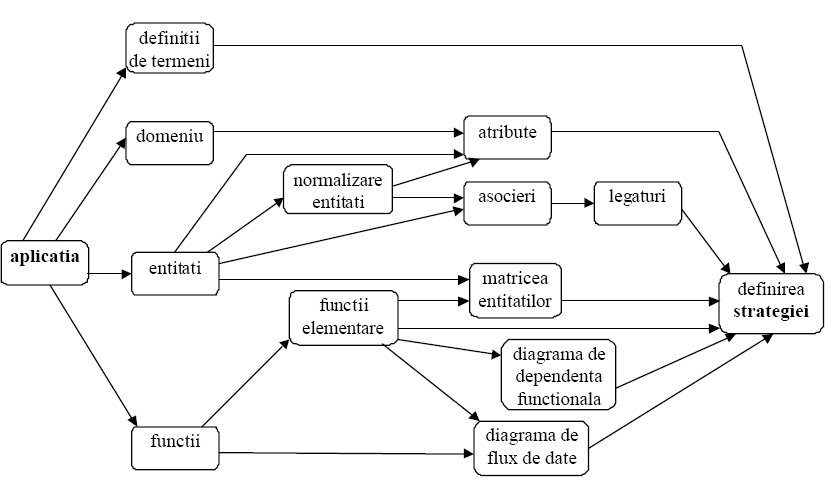 definitii
de termeni
domeniu
atribute
normalizare
entitati
asocieri
legaturi
aplicatia
entitati
matricea
entitatilor
definirea
strategiei
functii
elementare
diagrama de
dependenta
functionala
functii
diagrama de
flux de date